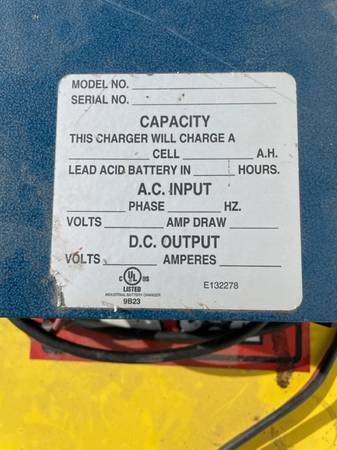 MODEL NO.
SERIAL NO.
CAPACITY
THIS CHARGER WILL CHARGE A
CELL A.H.
LEAD ACID BATTERY IN HOURS.
A.C. INPUT
PHASE HZ.
VOLTS AMP DRAW
D.C. OUTPUT
VOLTS AMPERES
C UL US
LISTED
INDUSTRIAL BATTERY CHARGER
9B23
E132278